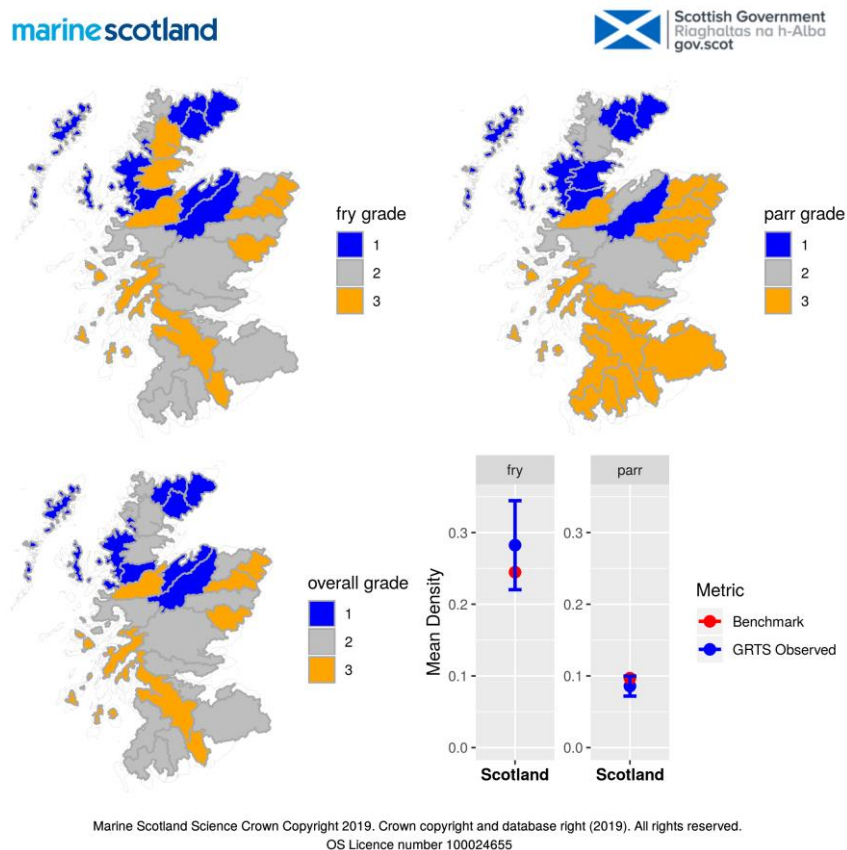 marinescotland
Scottish Government
Riaghaltas na h-Alba
gov.scot
fry grade
1
2
3
parr grade
1
2
3
overall grade
1
2
3
fry
parr
Mean Density
0.3
0.2
0.1
0.0
0.3
0.2
0.1
0.0
Scotland
Scotland
Metric
Benchmark
GRTS Observed
Marine Scotland Science Crown Copyright 2019. Crown copyright and database right (2019). All rights reserved.
OS Licence number 100024655